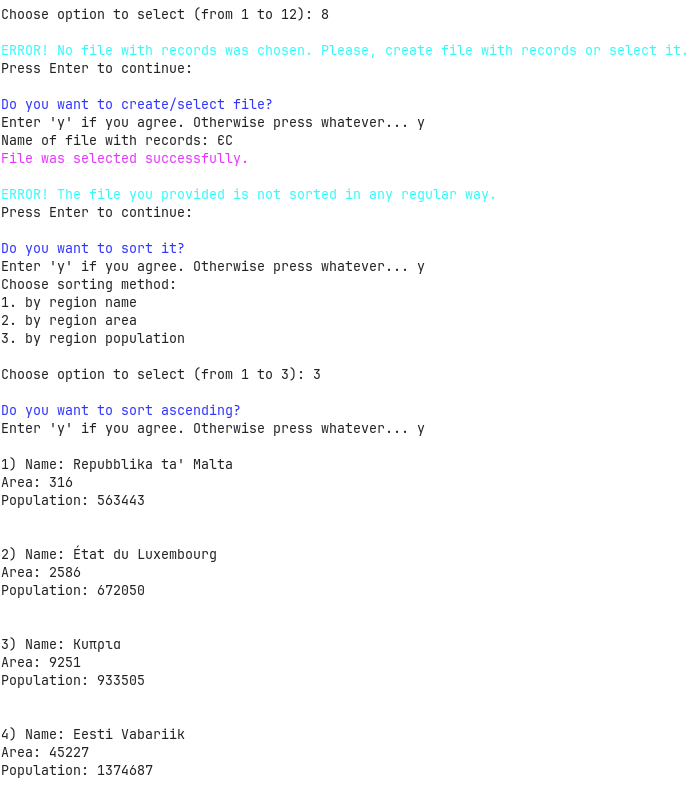 Choose option to select (from 1 to 12): 8
ERROR! No file with records was chosen. Please, create file with records or select it.
Press Enter to continue:
Do you want to create/select file?
Enter 'y' if you agree. Otherwise press whatever... y
Name of file with records: ЄС
File was selected successfully.
ERROR! The file you provided is not sorted in any regular way.
Press Enter to continue:
Do you want to sort it?
Enter 'y' if you agree. Otherwise press whatever... y
Choose sorting method:
1. by region name
2. by region area
3. by region population
Choose option to select (from 1 to 3): 3
Do you want to sort ascending?
Enter 'y' if you agree. Otherwise press whatever... y
1) Name: Repubblika ta' Malta
Area: 316
Population: 563443
2) Name: État du Luxembourg
Area: 2586
Population: 672050
3) Name: Κυπρια
Area: 9251
Population: 933505
4) Name: Eesti Vabariik
Area: 45227
Population: 1374687